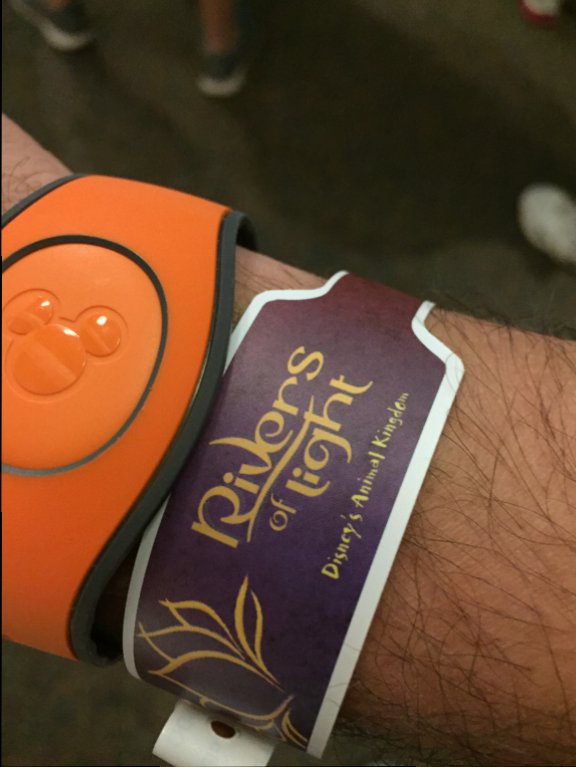 Rivers
of Light
Disney's Animal Kingdom